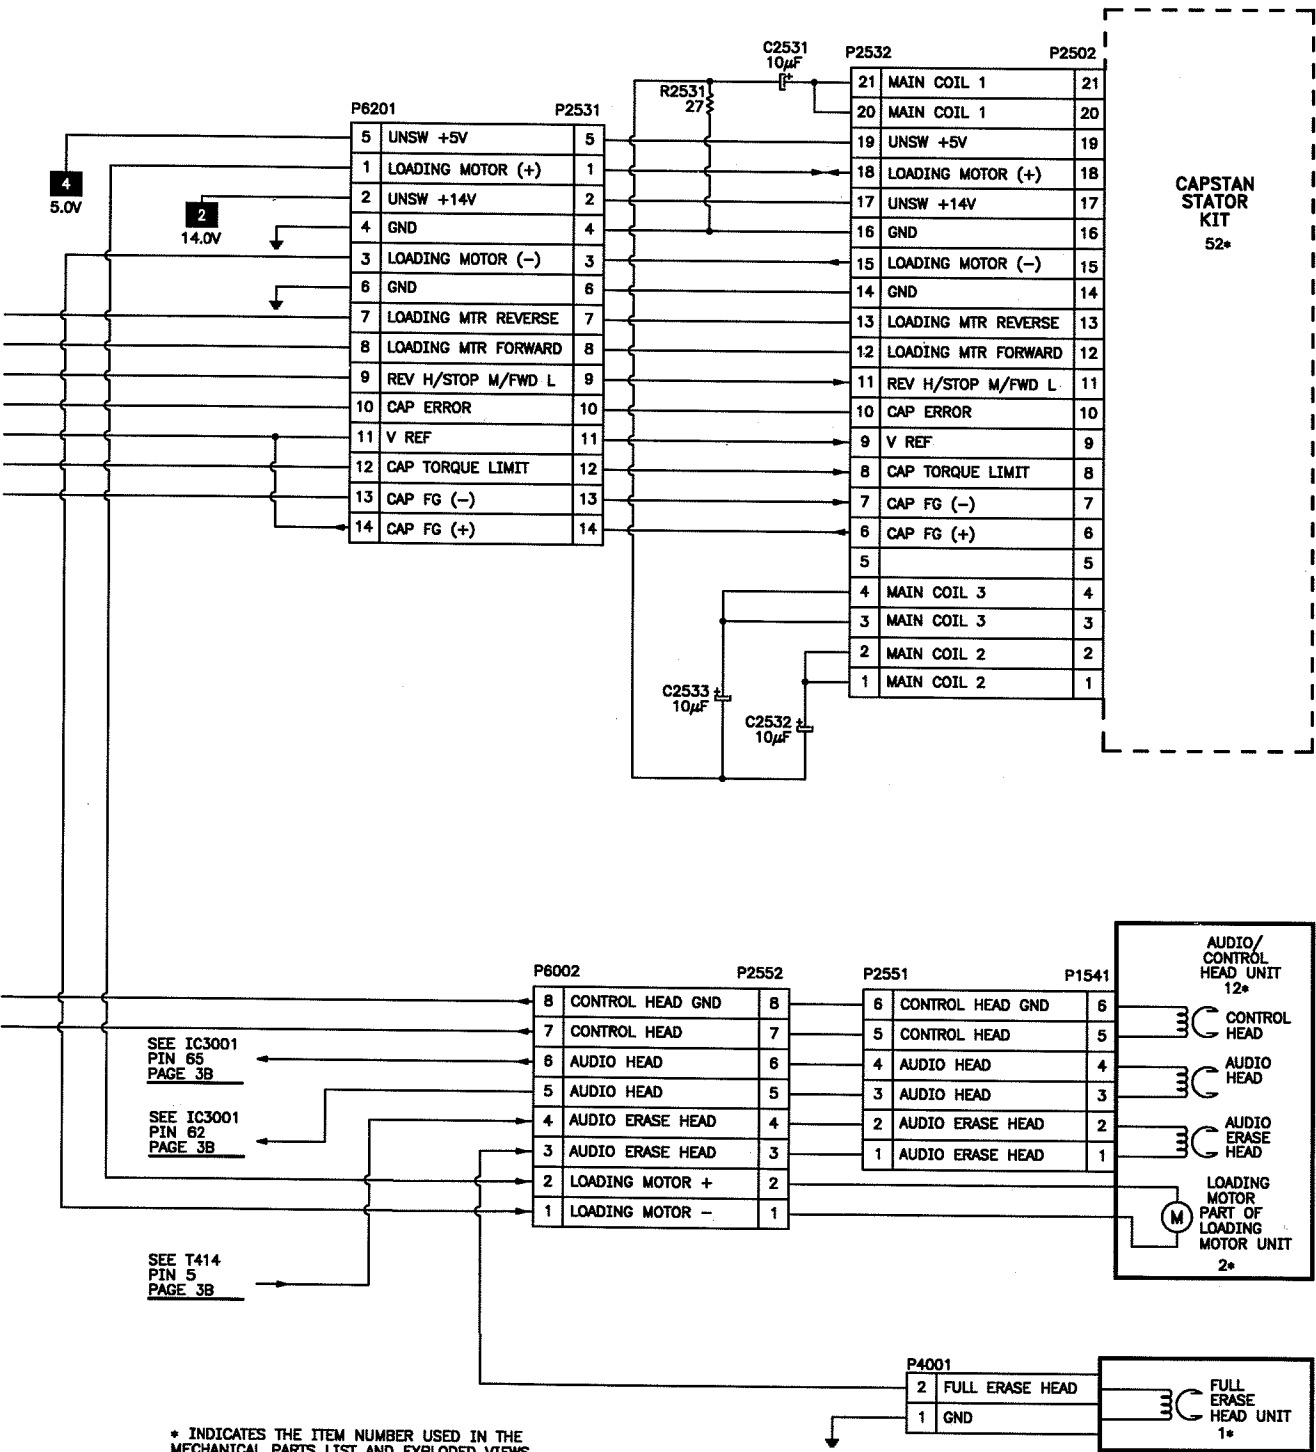 C2531
10µF
R2531
27
P2532
P2502
21 MAIN COIL 1 21
20 MAIN COIL 1 20
19 UNSW +5V 19
18 LOADING MOTOR (+) 18
17 UNSW +14V 17
16 GND 16
15 LOADING MOTOR (-) 15
14 GND 14
13 LOADING MTR REVERSE 13
12 LOADING MTR FORWARD 12
11 REV H/STOP M/FWD L 11
10 CAP ERROR 10
9 V REF 9
8 CAP TORQUE LIMIT 8
7 CAP FG (-) 7
6 CAP FG (+) 6
5 5
4 MAIN COIL 3 4
3 MAIN COIL 3 3
2 MAIN COIL 2 2
1 MAIN COIL 2 1
CAPSTAN
STATOR
KIT
52*
P6201
P2531
5 UNSW +5V 5
1 LOADING MOTOR (+) 1
2 UNSW +14V 2
4 GND 4
3 LOADING MOTOR (-) 3
6 GND 6
7 LOADING MTR REVERSE 7
8 LOADING MTR FORWARD 8
9 REV H/STOP M/FWD L 9
10 CAP ERROR 10
11 V REF 11
12 CAP TORQUE LIMIT 12
13 CAP FG (-) 13
14 CAP FG (+) 14
4
5.0V
2
14.0V
C2533 +
10µF
C2532 +
10µF
P6002
P2552
8 CONTROL HEAD GND 8
7 CONTROL HEAD 7
6 AUDIO HEAD 6
5 AUDIO HEAD 5
4 AUDIO ERASE HEAD 4
3 AUDIO ERASE HEAD 3
2 LOADING MOTOR + 2
1 LOADING MOTOR - 1
P2551
P1541
6 CONTROL HEAD GND 6
5 CONTROL HEAD 5
4 AUDIO HEAD 4
3 AUDIO HEAD 3
2 AUDIO ERASE HEAD 2
1 AUDIO ERASE HEAD 1
AUDIO/
CONTROL
HEAD UNIT
12*
CONTROL
HEAD
AUDIO
HEAD
AUDIO
ERASE
HEAD
M
LOADING
MOTOR
PART OF
LOADING
MOTOR UNIT
2*
SEE IC3001
PIN 65
PAGE 3B
SEE IC3001
PIN 62
PAGE 3B
SEE T414
PIN 5
PAGE 3B
P4001
2 FULL ERASE HEAD
1 GND
FULL
ERASE
HEAD UNIT
1*
* INDICATES THE ITEM NUMBER USED IN THE
MECHANICAL PARTS LIST AND EXPLODED VIEWS